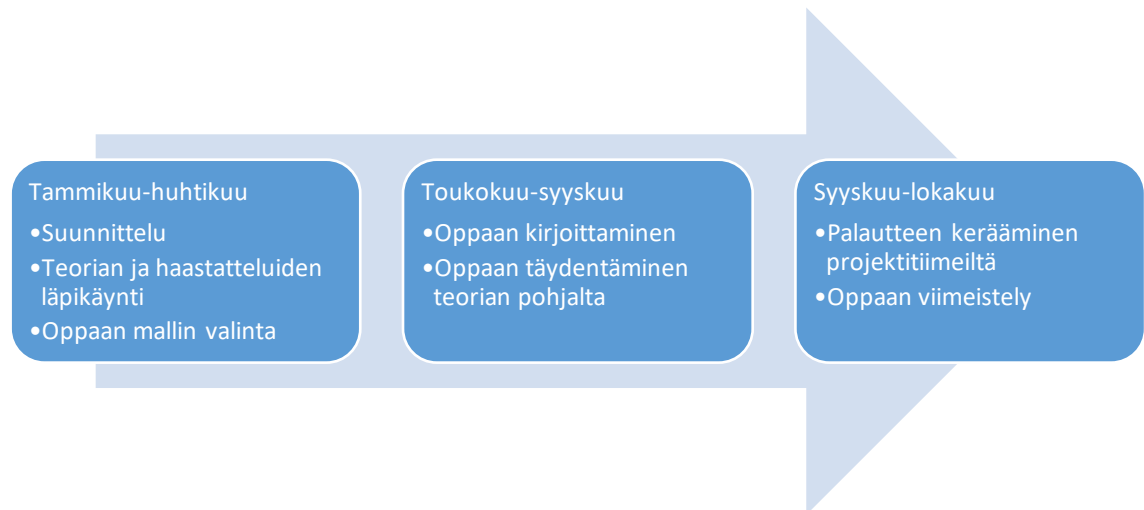 Tammikuu-huhtikuu
•Suunnittelu
•Teorian ja haastatteluiden
läpikäynti
•Oppaan mallin valinta
Toukokuu-syyskuu
•Oppaan kirjoittaminen
•Oppaan täydentäminen
teorian pohjalta
Syyskuu-lokakuu
•Palautteen kerääminen
projektitiimeiltä
•Oppaan viimeistely